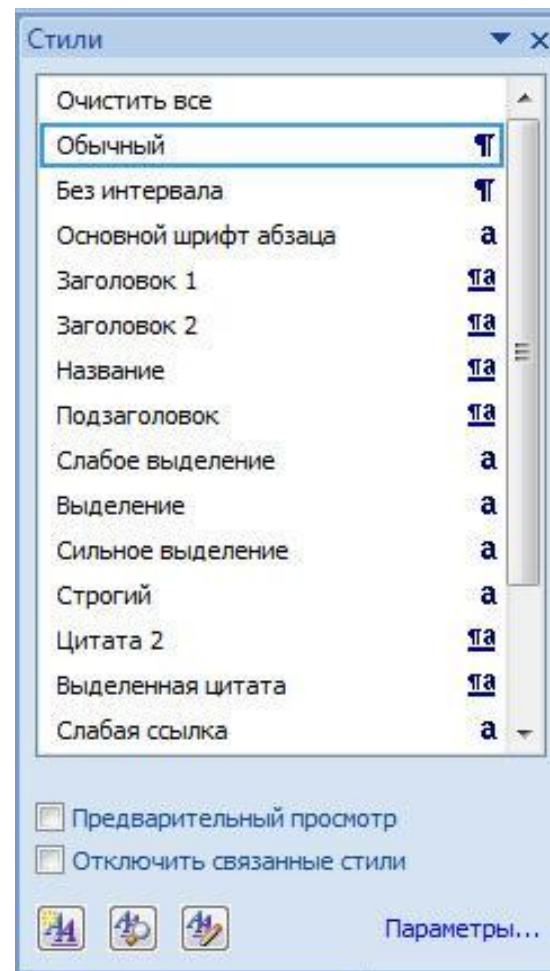 Стили
Очистить все
Обычный ¶
Без интервала ¶
Основной шрифт абзаца a
Заголовок 1 ¶a
Заголовок 2 ¶a
Название ¶a
Подзаголовок ¶a
Слабое выделение a
Выделение a
Сильное выделение a
Строгий a
Цитата 2 ¶a
Выделенная цитата ¶a
Слабая ссылка a
Предварительный просмотр
Отключить связанные стили
Параметры...